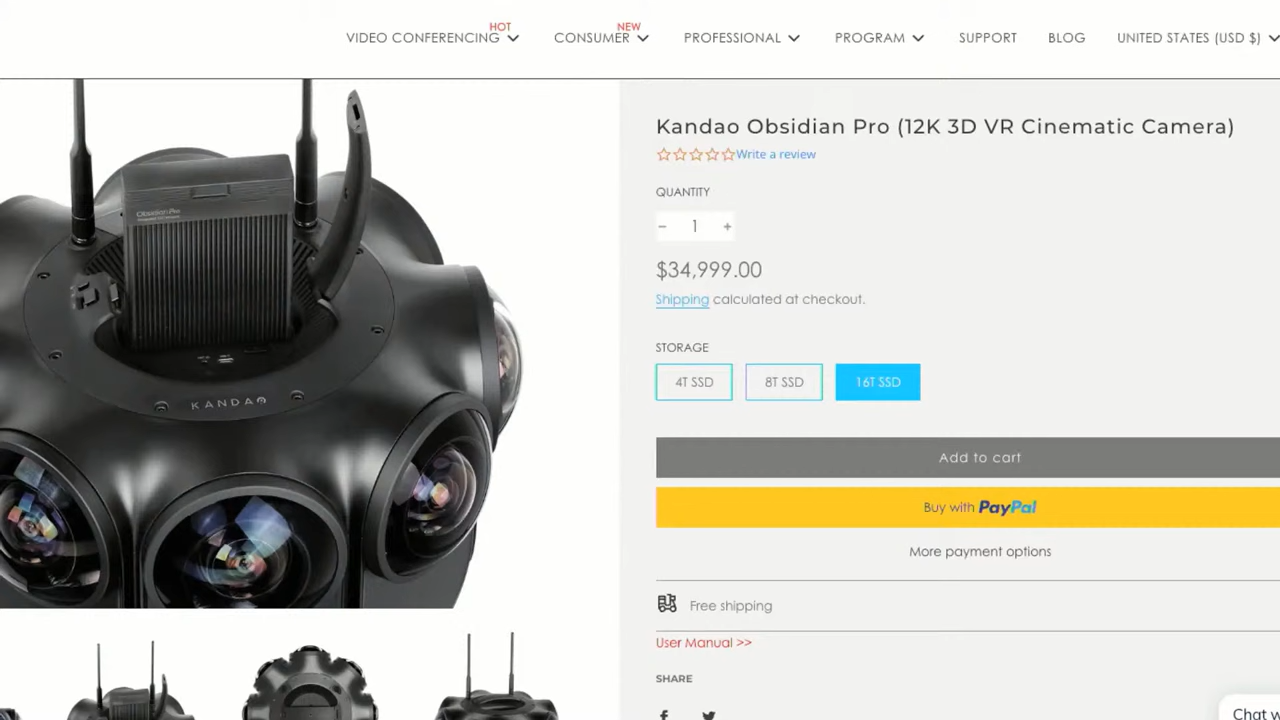 HOT
NEW
VIDEO CONFERENCING
CONSUMER
PROFESSIONAL
PROGRAM
SUPPORT
BLOG
UNITED STATES (USD $)
Kandao Obsidian Pro (12K 3D VR Cinematic Camera)
Write a review
QUANTITY
− 1 +
$34,999.00
Shipping calculated at checkout.
STORAGE
4T SSD
8T SSD
16T SSD
Add to cart
Buy with PayPal
More payment options
Free shipping
User Manual >>
SHARE
Chat
Obsidian Pro
KANDAO